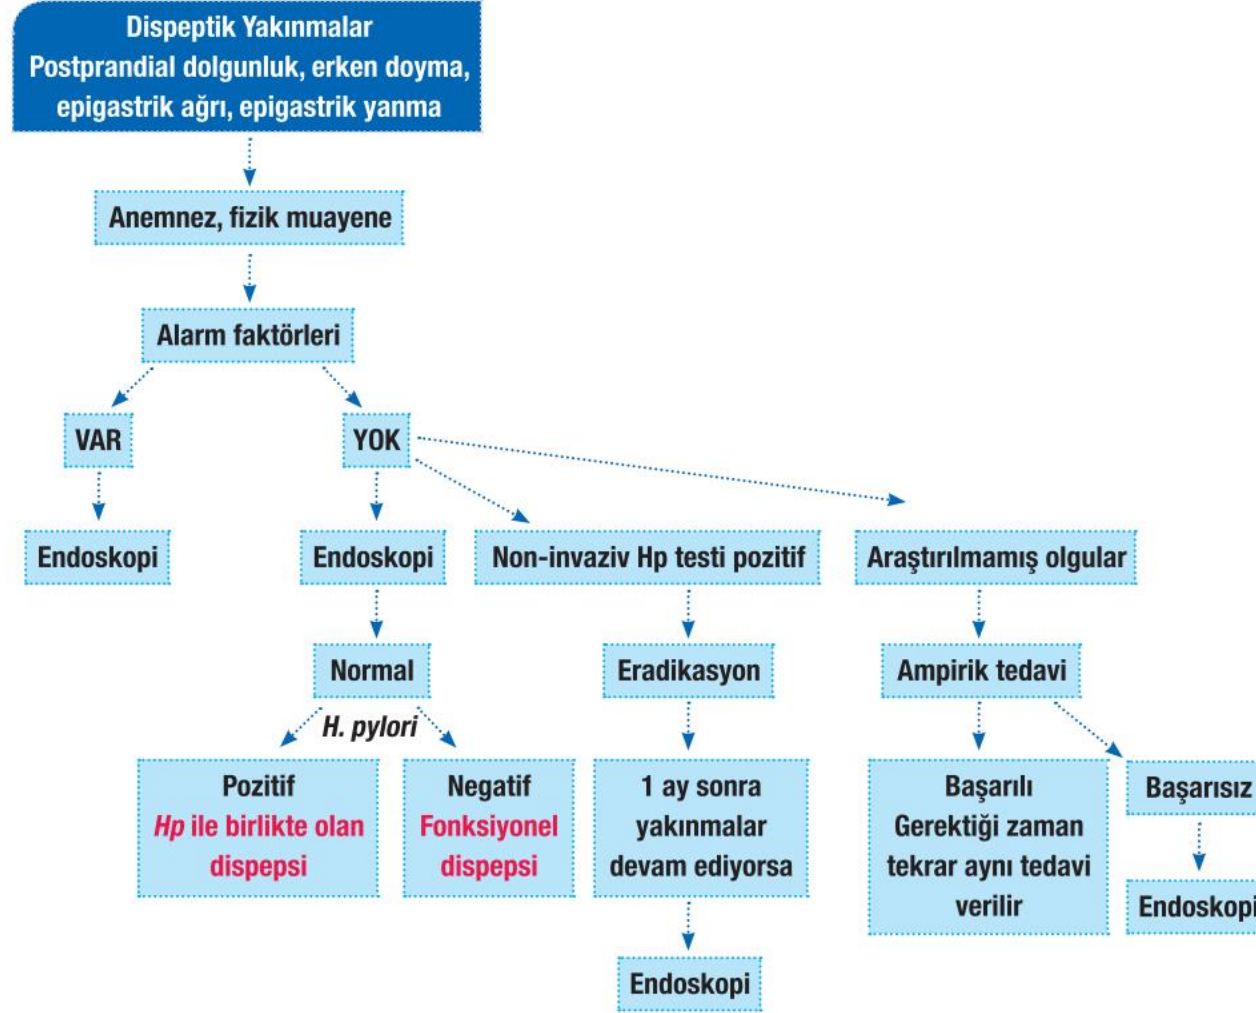 Dispeptik Yakınmalar
Postprandial dolgunluk, erken doyma,
epigastrik ağrı, epigastrik yanma
Anemnez, fizik muayene
Alarm faktörleri
VAR
YOK
Endoskopi
Endoskopi
Non-invaziv Hp testi pozitif
Araştırılmamış olgular
Normal
Eradikasyon
Ampirik tedavi
H. pylori
Pozitif
Hp ile birlikte olan
dispepsi
Negatif
Fonksiyonel
dispepsi
1 ay sonra
yakınmalar
devam ediyorsa
Başarılı
Gerektiği zaman
tekrar aynı tedavi
verilir
Başarısız
Endoskopi
Endoskopi